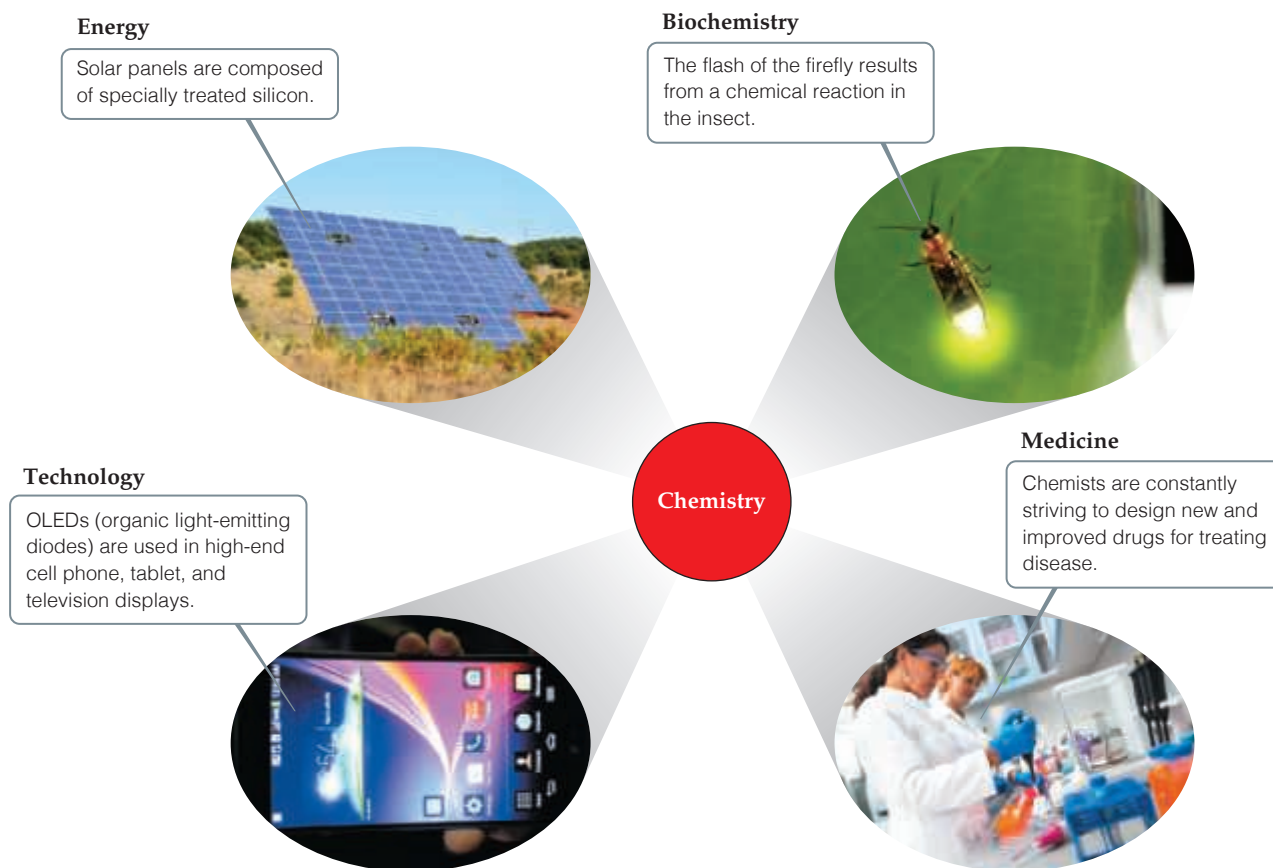 Energy
Solar panels are composed
of specially treated silicon.
Biochemistry
The flash of the firefly results
from a chemical reaction in
the insect.
Technology
OLEDs (organic light-emitting
diodes) are used in high-end
cell phone, tablet, and
television displays.
Chemistry
Medicine
Chemists are constantly
striving to design new and
improved drugs for treating
disease.